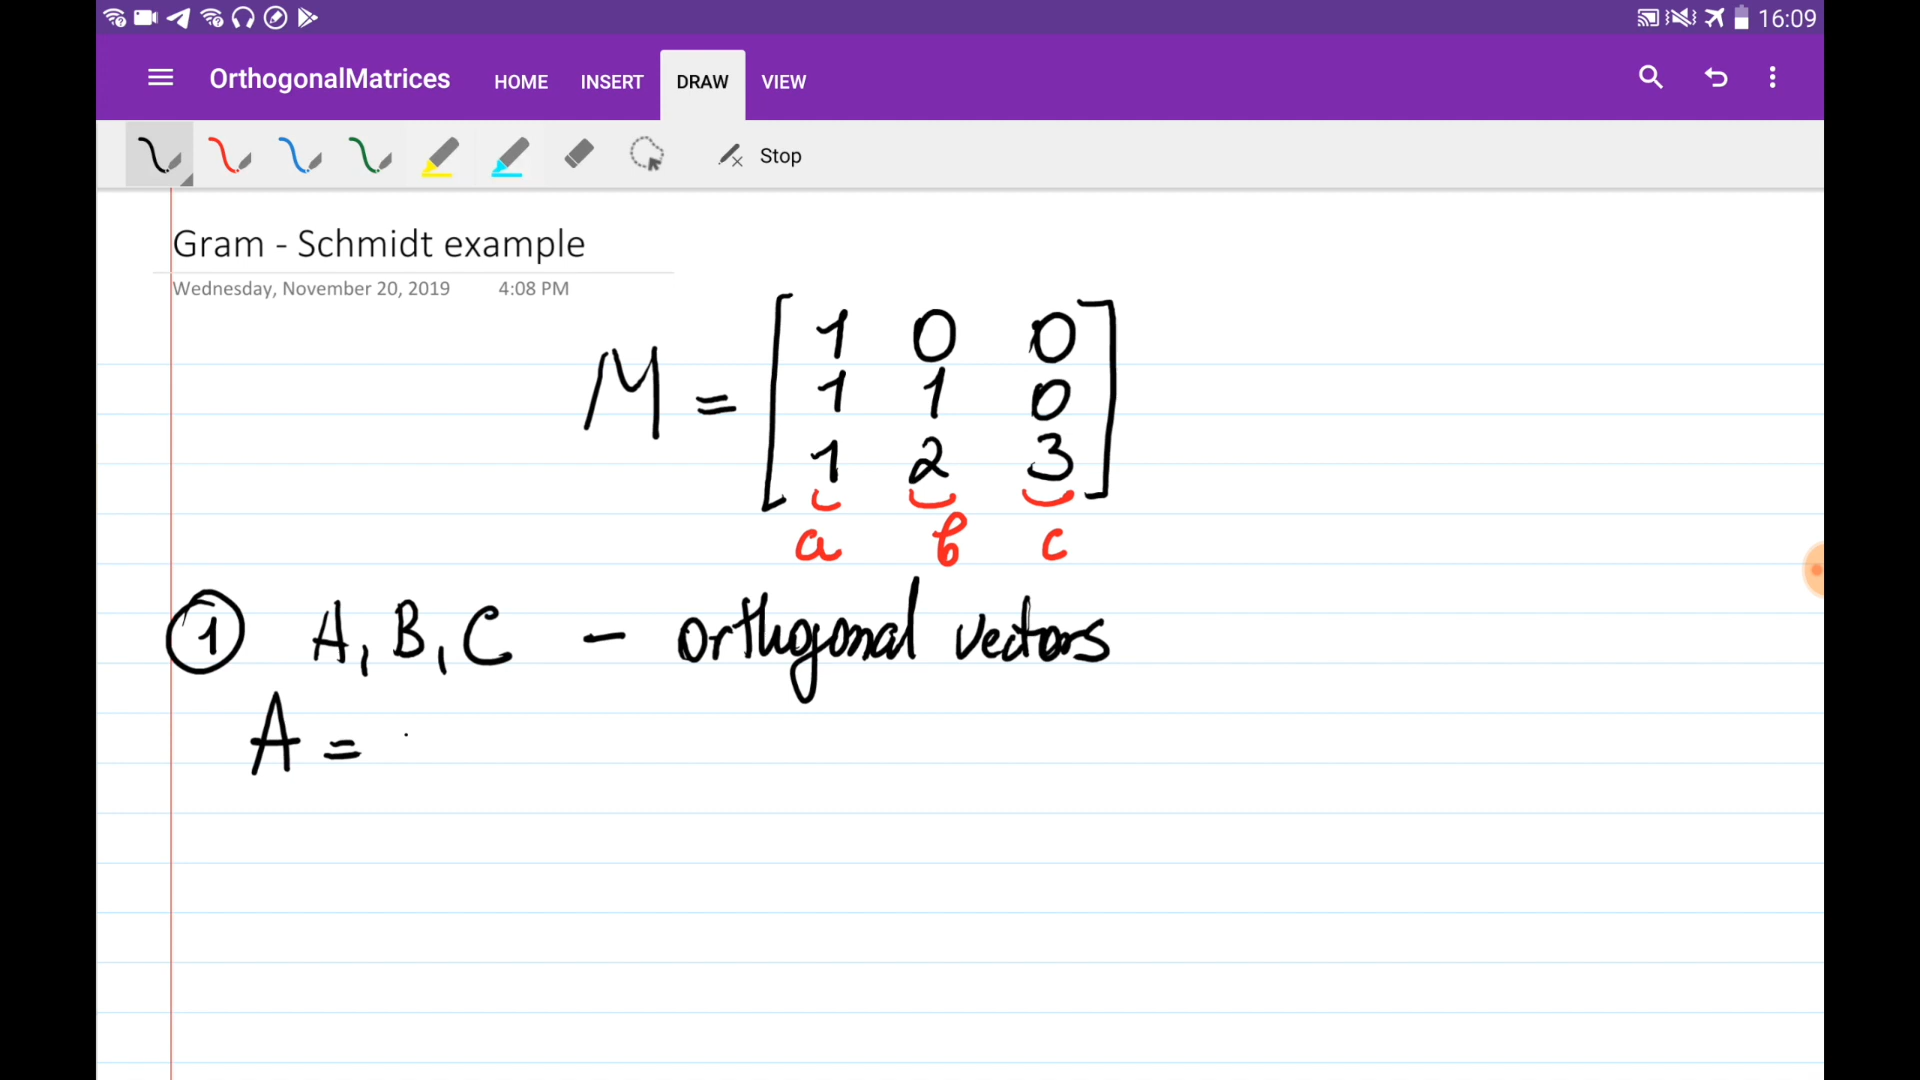 16:09
OrthogonalMatrices HOME INSERT DRAW VIEW
Stop
Gram - Schmidt example
Wednesday, November 20, 2019 4:08 PM
M = [ 1 0 0
1 1 0
1 2 3 ]
a b c
① A, B, C - orthogonal vectors
A =